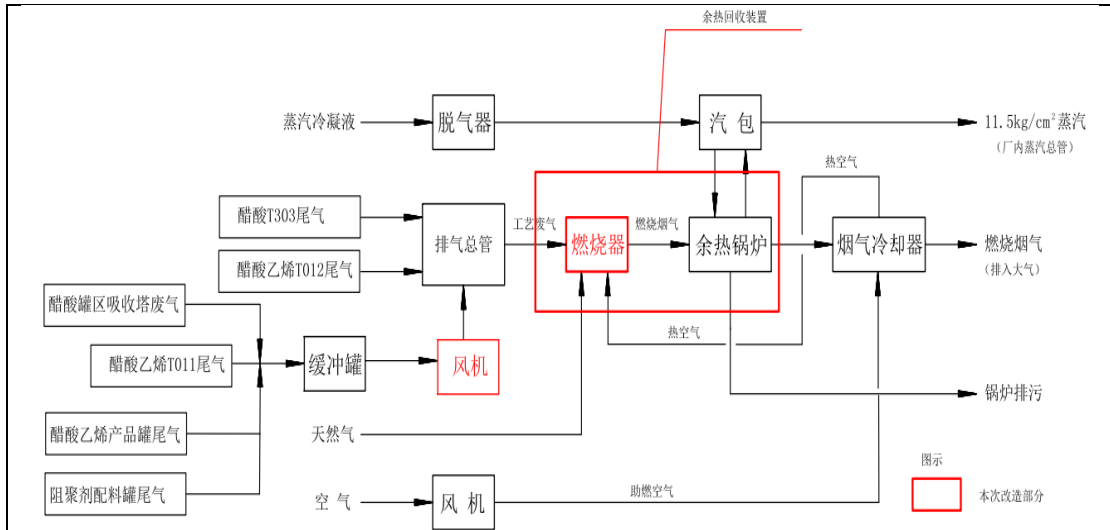 余热回收装置
蒸汽冷凝液
脱气器
汽 包
11.5kg/cm²蒸汽
(厂内蒸汽总管)
热空气
醋酸T303尾气
醋酸乙烯T012尾气
排气总管
工艺废气
燃烧器
燃烧烟气
余热锅炉
烟气冷却器
燃烧烟气
(排入大气)
醋酸罐区吸收塔废气
醋酸乙烯T011尾气
缓冲罐
风机
热空气
锅炉排污
醋酸乙烯产品罐尾气
天然气
阻聚剂配料罐尾气
空 气
风 机
助燃空气
图示
本次改造部分